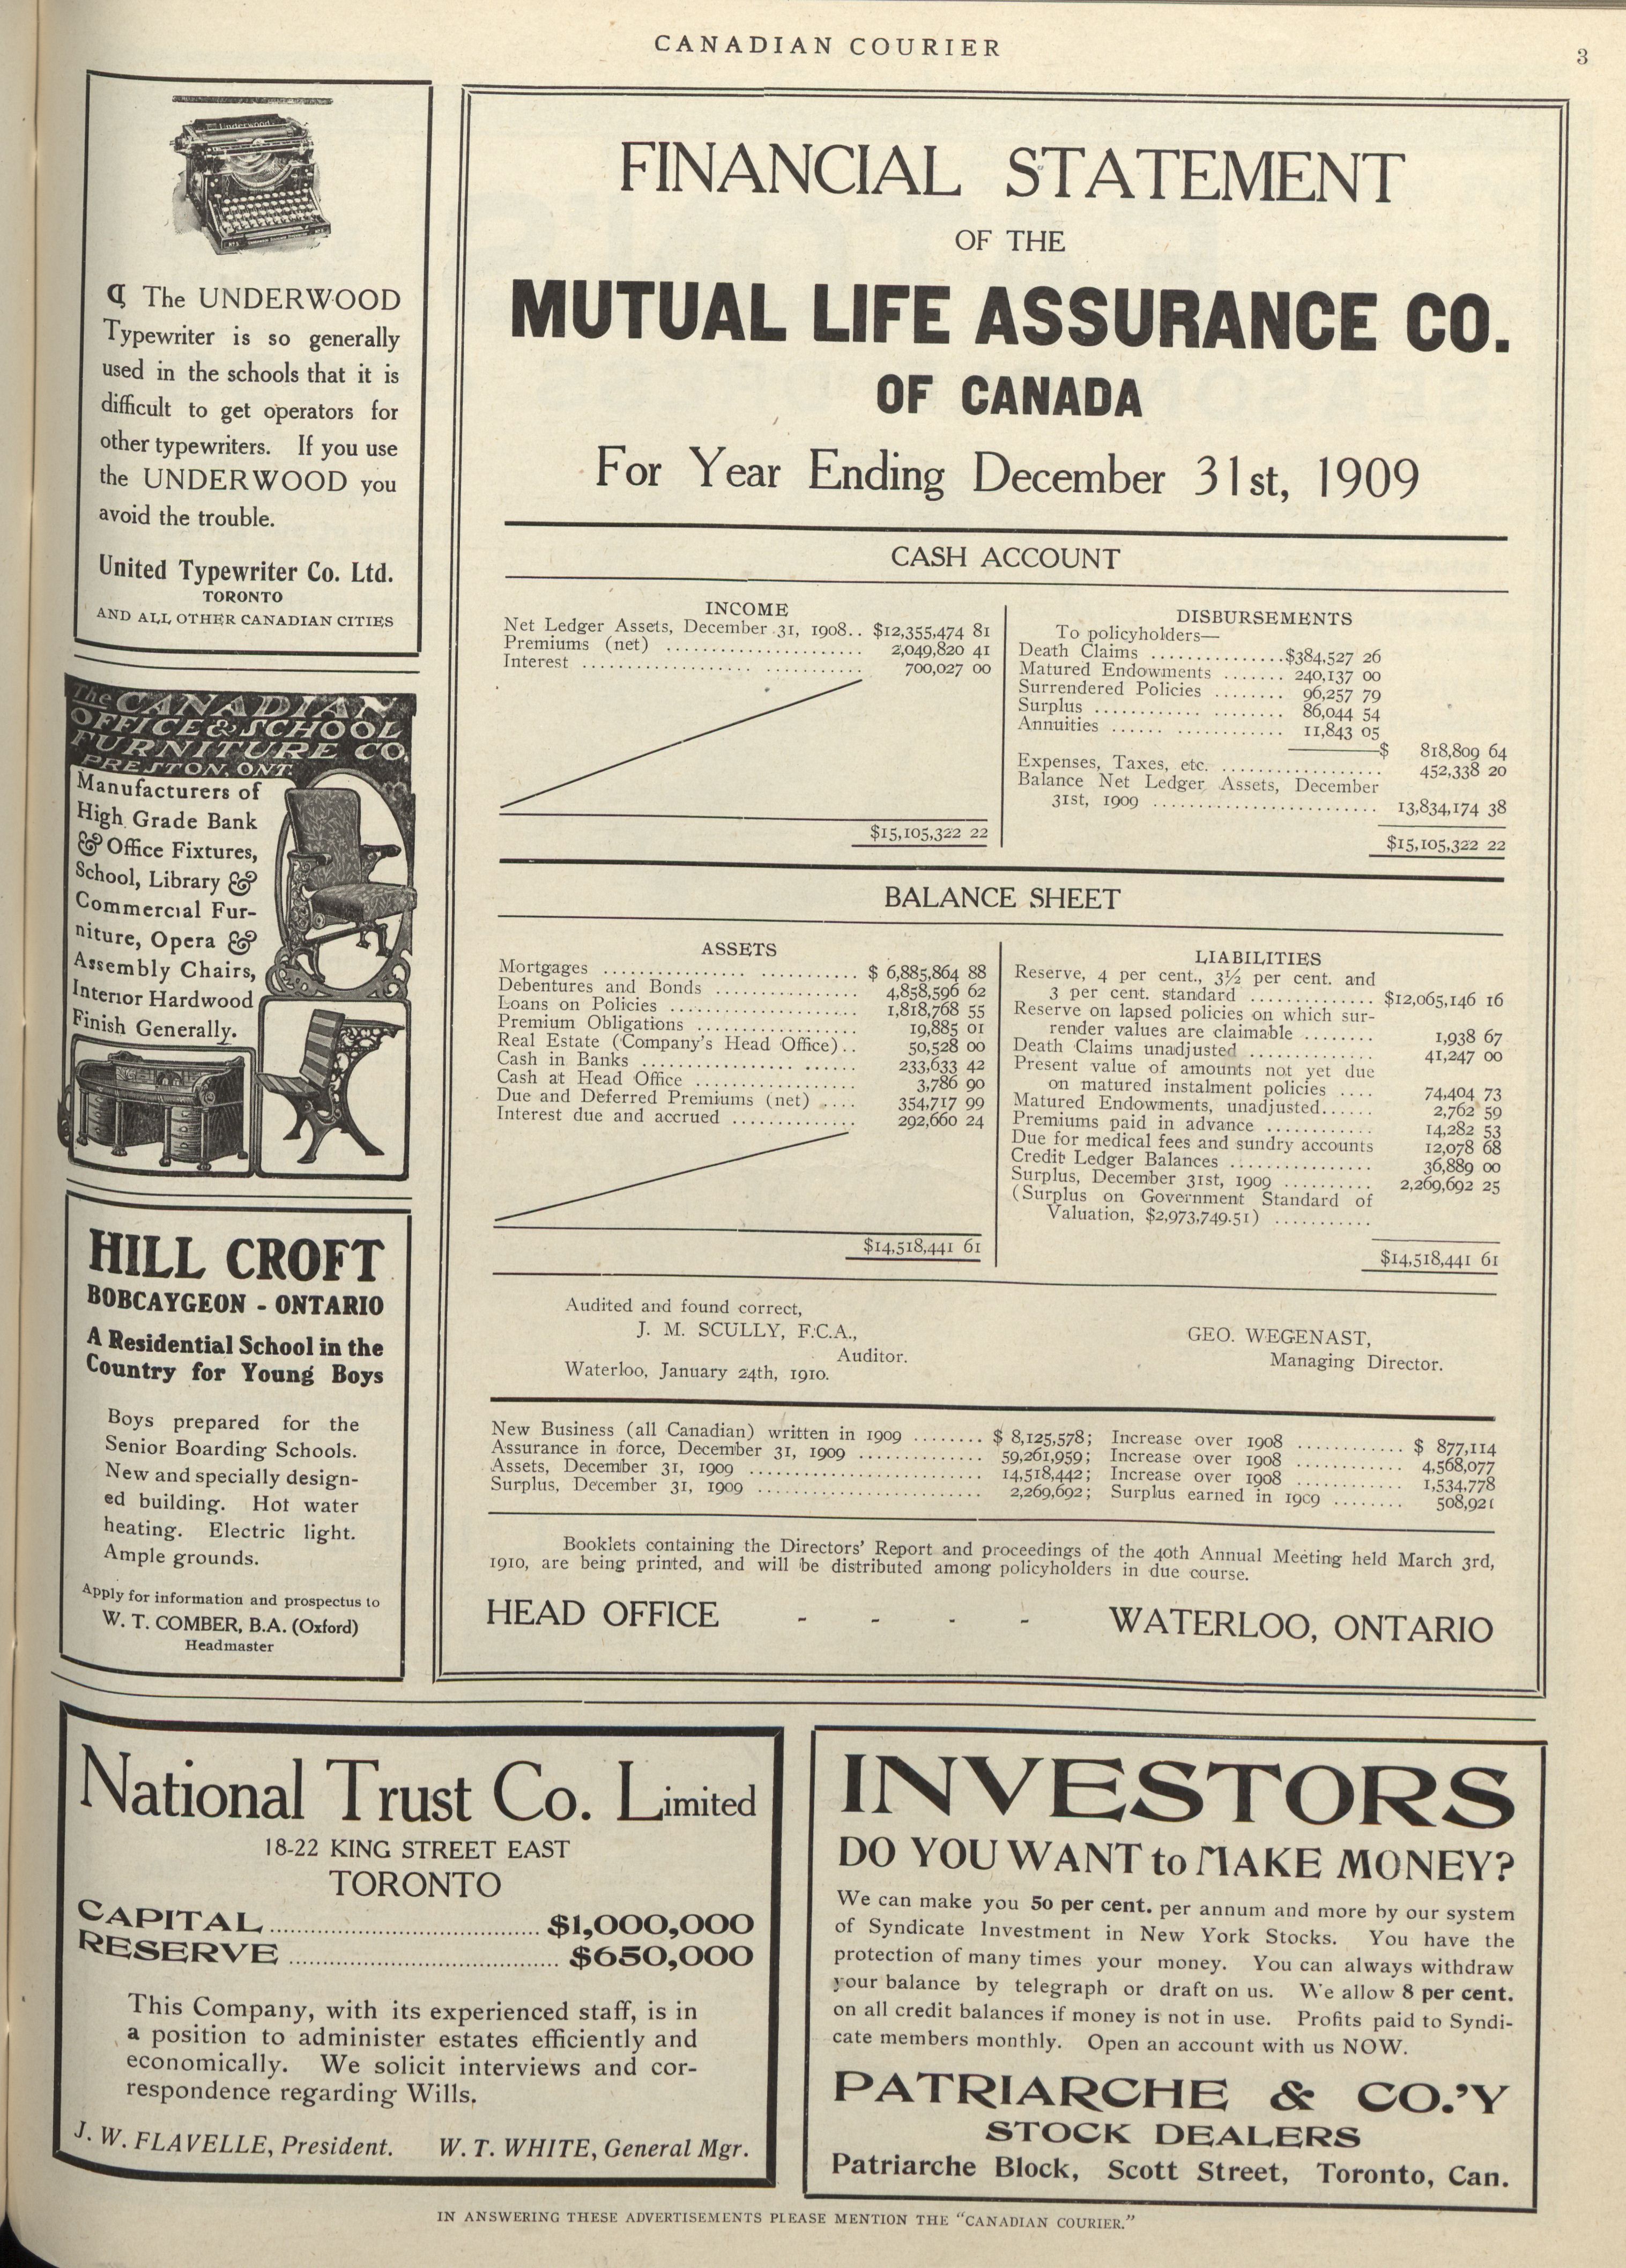 CANADIAN COURIER
3
Underwood
¶ The UNDERWOOD
Typewriter is so generally
used in the schools that it is
difficult to get operators for
other typewriters. If you use
the UNDERWOOD you
avoid the trouble.
United Typewriter Co. Ltd.
TORONTO
AND ALL OTHER CANADIAN CITIES
The CANADIAN
OFFICE & SCHOOL
FURNITURE CO.
PRESTON, ONT.
Manufacturers of
High Grade Bank
& Office Fixtures,
School, Library &
Commercial Fur-
niture, Opera &
Assembly Chairs,
Interior Hardwood
Finish Generally.
HILL CROFT
BOBCAYGEON - ONTARIO
A Residential School in the
Country for Young Boys
Boys prepared for the
Senior Boarding Schools.
New and specially design-
ed building. Hot water
heating. Electric light.
Ample grounds.
Apply for information and prospectus to
W. T. COMBER, B.A. (Oxford)
Headmaster
FINANCIAL STATEMENT
OF THE
MUTUAL LIFE ASSURANCE CO.
OF CANADA
For Year Ending December 31st, 1909
CASH ACCOUNT
INCOME
Net Ledger Assets, December 31, 1908.. $12,355,474 81
Premiums (net) ...................... 2,049,820 41
Interest .................. ........... 700,027 00
$15,105,322 22
DISBURSEMENTS
To policyholders—
Death Claims ...............$384,527 26
Matured Endowments ....... 240,137 00
Surrendered Policies ........ 96,257 79
Surplus ............ ........ 86,044 54
Annuities ...... ............ 11,843 05
$ 818,809 64
Expenses, Taxes, etc. .................. 452,338 20
Balance Net Ledger Assets, December
31st, 1909 ......................... 13,834,174 38
$15,105,322 22
BALANCE SHEET
ASSETS
Mortgages ................ ........... $ 6,885,864 88
Debentures and Bonds ................ 4,858,596 62
Loans on Policies ..................... 1,818,768 55
Premium Obligations .................. 19,885 01
Real Estate (Company's Head Office).. 50,528 00
Cash in Banks .................. ...... 233,633 42
Cash at Head Office .................. 3,786 90
Due and Deferred Premiums (net) .... 354,717 99
Interest due and accrued .............. 292,660 24
$14,518,441 61
LIABILITIES
Reserve, 4 per cent., 3½ per cent. and
3 per cent. standard ............. $12,065,146 16
Reserve on lapsed policies on which sur-
render values are claimable ........ 1,938 67
Death Claims unadjusted .............. 41,247 00
Present value of amounts not yet due
on matured instalment policies .... 74,404 73
Matured Endowments, unadjusted...... 2,762 59
Premiums paid in advance ............ 14,282 53
Due for medical fees and sundry accounts 12,078 68
Credit Ledger Balances ................ 36,889 00
Surplus, December 31st, 1909 .......... 2,269,692 25
(Surplus on Government Standard of
Valuation, $2,973,749.51) ...........
$14,518,441 61
Audited and found correct,
J. M. SCULLY, F.C.A.,
Auditor.
Waterloo, January 24th, 1910.
GEO. WEGENAST,
Managing Director.
New Business (all Canadian) written in 1909 ........ $ 8,125,578; Increase over 1908 ............ $ 877,114
Assurance in force, December 31, 1909 .............. 59,261,959; Increase over 1908 ............ 4,568,077
Assets, December 31, 1909 .......................... 14,518,442; Increase over 1908 ............ 1,534,778
Surplus, December 31, 1909 ......................... 2,269,692; Surplus earned in 1909 ........ 508,921
Booklets containing the Directors' Report and proceedings of the 40th Annual Meeting held March 3rd,
1910, are being printed, and will be distributed among policyholders in due course.
HEAD OFFICE - - - - WATERLOO, ONTARIO
National Trust Co. Limited
18-22 KING STREET EAST
TORONTO
CAPITAL ........................................ $1,000,000
RESERVE ........................................ $650,000
This Company, with its experienced staff, is in
a position to administer estates efficiently and
economically. We solicit interviews and cor-
respondence regarding Wills.
J. W. FLAVELLE, President. W. T. WHITE, General Mgr.
INVESTORS
DO YOU WANT to MAKE MONEY?
We can make you 50 per cent. per annum and more by our system
of Syndicate Investment in New York Stocks. You have the
protection of many times your money. You can always withdraw
your balance by telegraph or draft on us. We allow 8 per cent.
on all credit balances if money is not in use. Profits paid to Syndi-
cate members monthly. Open an account with us NOW.
PATRIARCHE & CO.'Y
STOCK DEALERS
Patriarche Block, Scott Street, Toronto, Can.
IN ANSWERING THESE ADVERTISEMENTS PLEASE MENTION THE "CANADIAN COURIER."